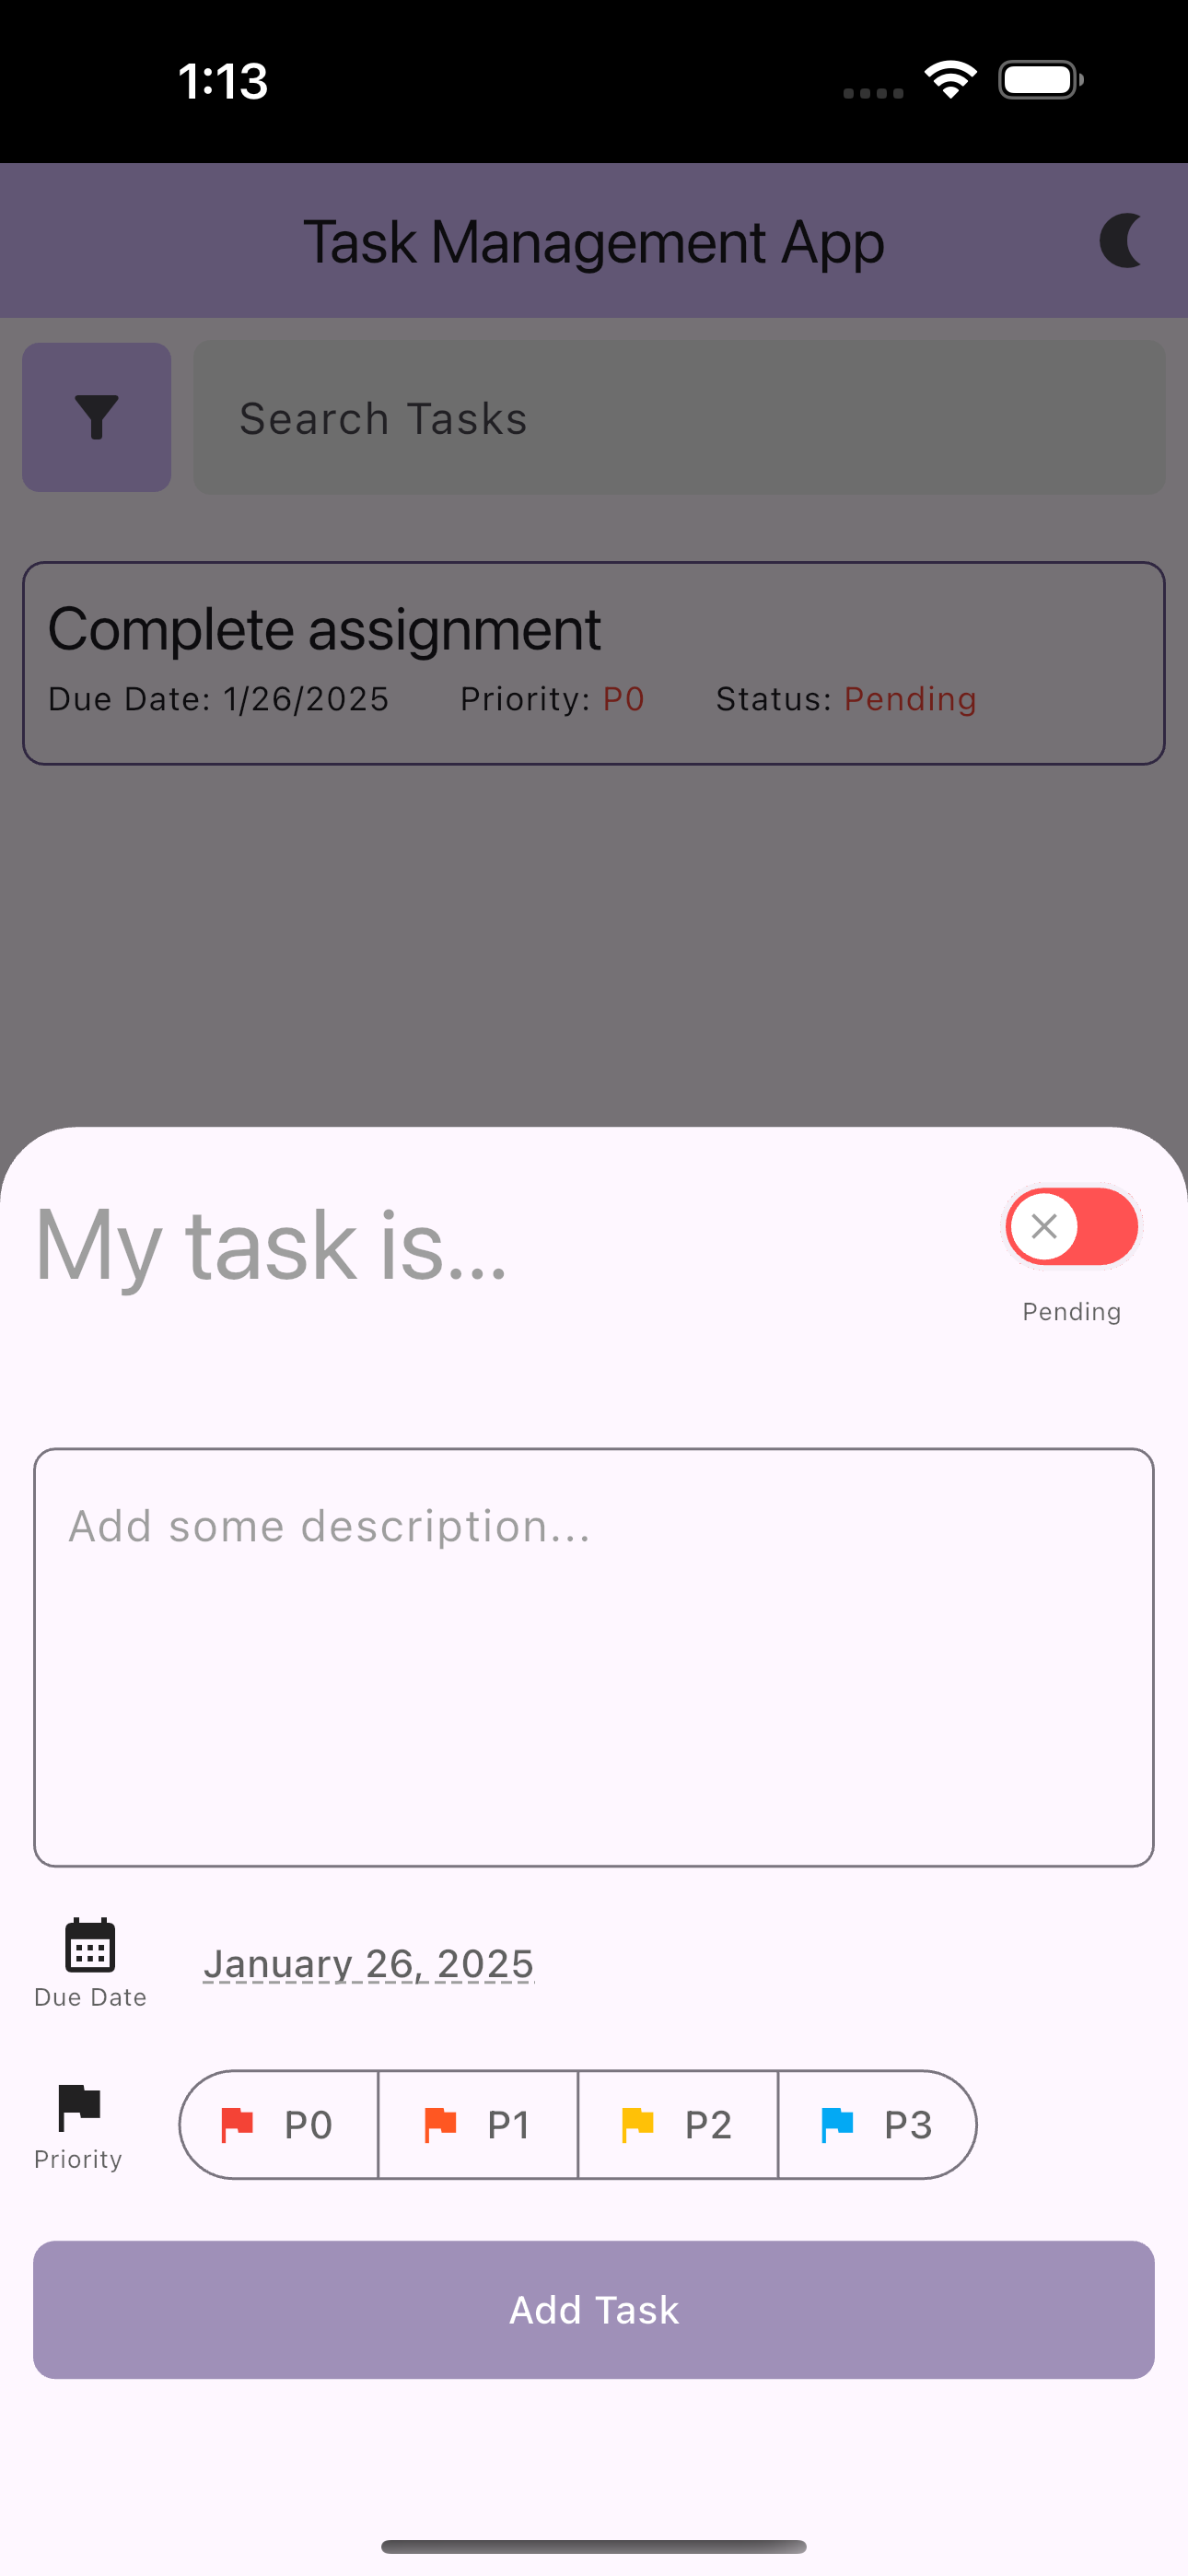 1:13
Task Management App
Search Tasks
Complete assignment
Due Date: 1/26/2025 Priority: P0 Status: Pending
My task is...
Pending
Add some description...
January 26, 2025
Due Date
P0 P1 P2 P3
Priority
Add Task